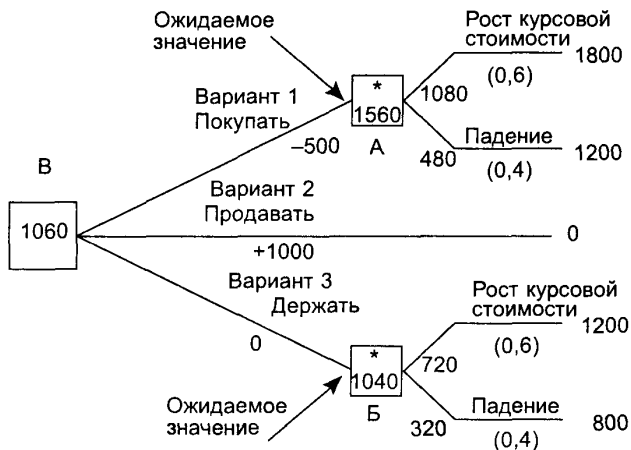 Ожидаемое
значение
Рост курсовой
стоимости
1800
(0,6)
*
1560
А
1080
480
Падение
(0,4)
1200
Вариант 1
Покупать
–500
В
1060
Вариант 2
Продавать
+1000
0
Вариант 3
Держать
0
Рост курсовой
стоимости
1200
(0,6)
*
1040
Б
720
320
Падение
(0,4)
800
Ожидаемое
значение